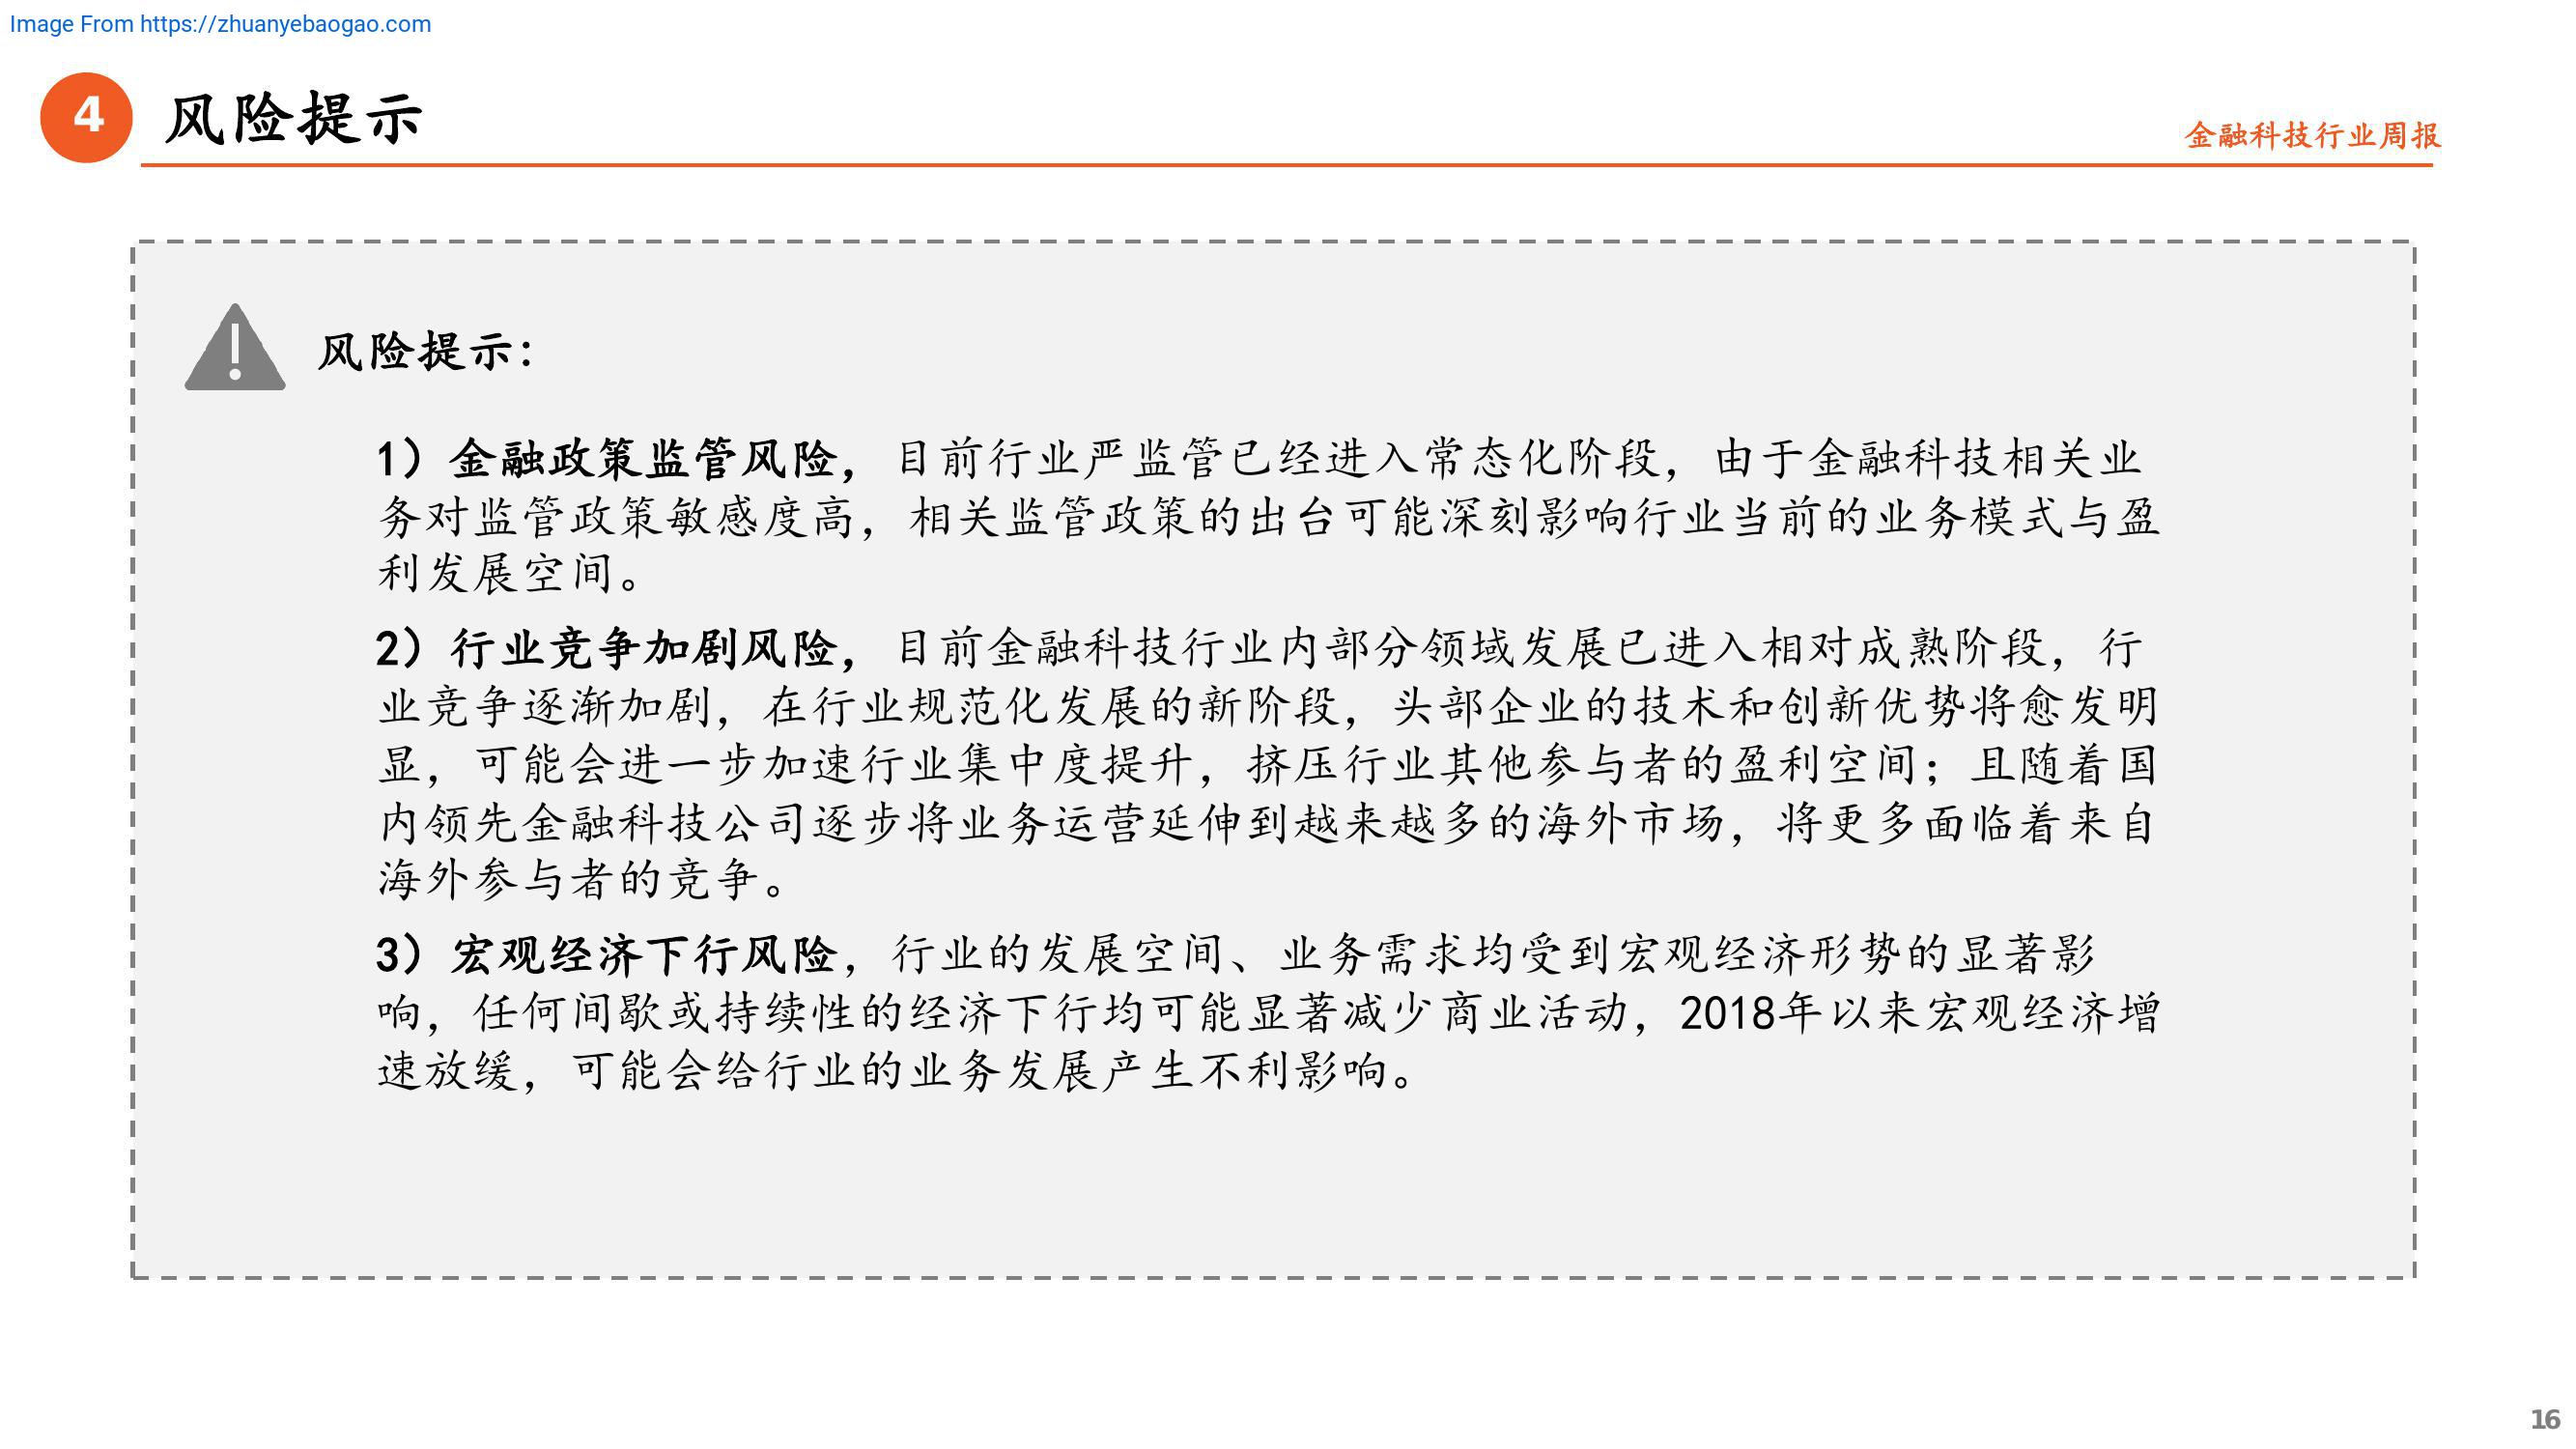 Image From https://zhuanyebaogao.com
4 风险提示
金融科技行业周报
风险提示：
1）金融政策监管风险，目前行业严监管已经进入常态化阶段，由于金融科技相关业
务对监管政策敏感度高，相关监管政策的出台可能深刻影响行业当前的业务模式与盈
利发展空间。
2）行业竞争加剧风险，目前金融科技行业内部分领域发展已进入相对成熟阶段，行
业竞争逐渐加剧，在行业规范化发展的新阶段，头部企业的技术和创新优势将愈发明
显，可能会进一步加速行业集中度提升，挤压行业其他参与者的盈利空间；且随着国
内领先金融科技公司逐步将业务运营延伸到越来越多的海外市场，将更多面临着来自
海外参与者的竞争。
3）宏观经济下行风险，行业的发展空间、业务需求均受到宏观经济形势的显著影
响，任何间歇或持续性的经济下行均可能显著减少商业活动，2018年以来宏观经济增
速放缓，可能会给行业的业务发展产生不利影响。
16